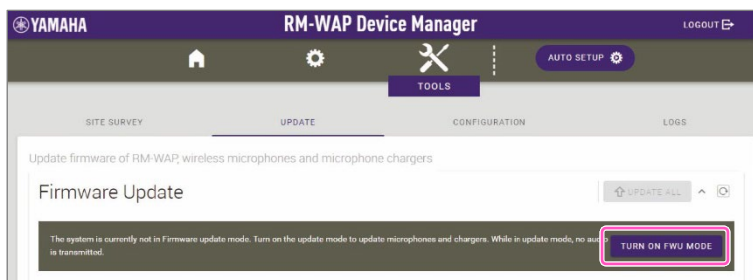 YAMAHA RM-WAP Device Manager LOGOUT
AUTO SETUP
TOOLS
SITE SURVEY UPDATE CONFIGURATION LOGS
Update firmware of RM-WAP, wireless microphones and microphone chargers
Firmware Update UPDATE ALL
The system is currently not in Firmware update mode. Turn on the update mode to update microphones and chargers. While in update mode, no audio
is transmitted.
TURN ON FWU MODE